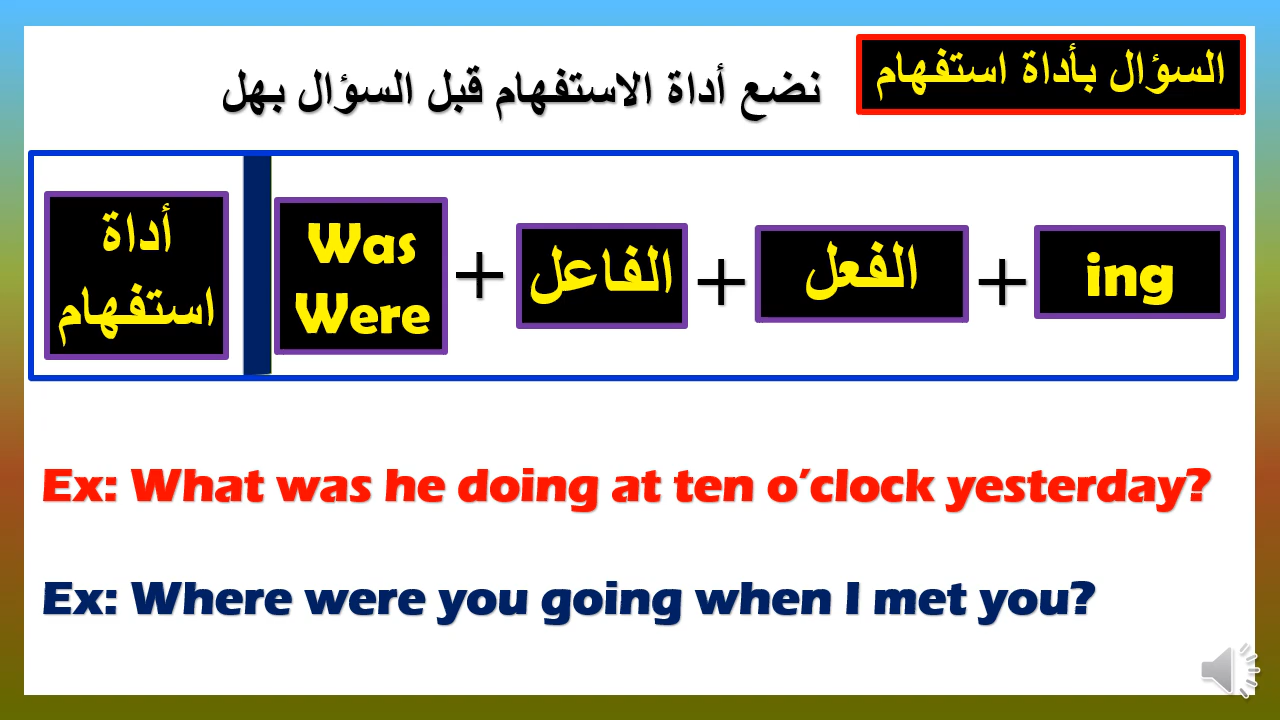 السؤال بأداة استفهام
نضع أداة الاستفهام قبل السؤال بهل
أداة
استفهام
Was
Were
+
الفاعل
+
الفعل
+
ing
Ex: What was he doing at ten o’clock yesterday?
Ex: Where were you going when I met you?